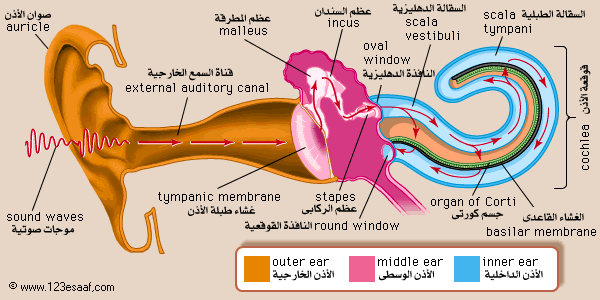 صوان الأذن
auricle
عظم المطرقة
malleus
عظم السندان
incus
oval
window
النافذة الدهليزية
السقالة الدهليزية
scala
vestibuli
السقالة الطبلية
scala
tympani
قناة السمع الخارجية
external auditory canal
قوقعة الأذن
cochlea
sound waves
موجات صوتية
tympanic membrane
غشاء طبلة الأذن
stapes
عظم الركابى
النافذة القوقعية
round window
organ of Corti
جسم كورتى
الغشاء القاعدى
basilar membrane
outer ear
الأذن الخارجية
middle ear
الأذن الوسطى
inner ear
الأذن الداخلية
© www.123esaaf.com